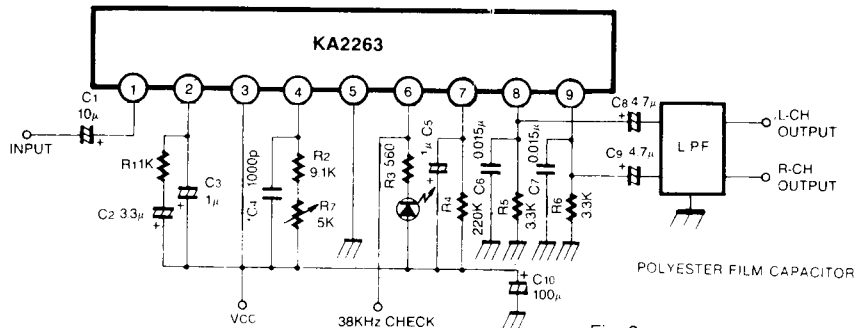 KA2263
1
2
3
4
5
6
7
8
9
C1
10μ
+
INPUT
R1 1K
C2 3.3μ
+
C3
1μ
+
*C4 1000p
R2
9.1K
R7
5K
R3 560
1μ C5
+
R4
220K
C6 0.015μ
R5
3.3K
C7 0.015μ
R6
3.3K
C8 4.7μ
+
C9 4.7μ
+
LPF
L-CH
OUTPUT
R-CH
OUTPUT
+ C10
100μ
VCC
38KHz CHECK
POLYESTER FILM CAPACITOR